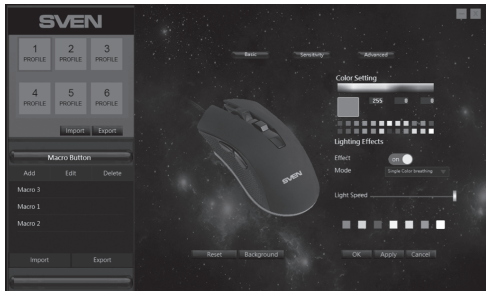 SVEN
1 2 3
PROFILE PROFILE PROFILE
4 5 6
PROFILE PROFILE PROFILE
Import Export
Macro Button
Add Edit Delete
Macro 3
Macro 1
Macro 2
Import Export
Basic Sensitivity Advanced
SVEN
Color Setting
255 0 0
Lighting Effects
Effect on
Mode Single Color breathing
Light Speed
Reset Background OK Apply Cancel